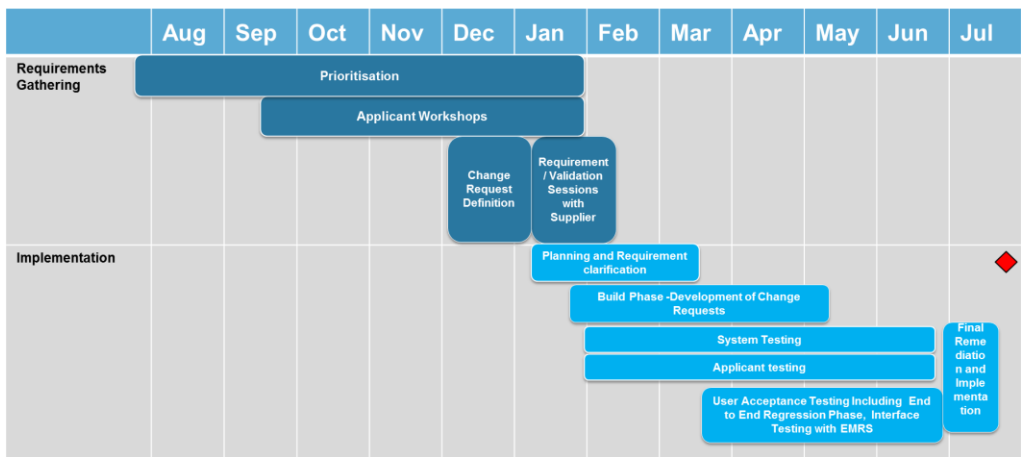 Aug Sep Oct Nov Dec Jan Feb Mar Apr May Jun Jul
Requirements
Gathering
Prioritisation
Applicant Workshops
Change
Request
Definition
Requirement
/ Validation
Sessions
with
Supplier
Implementation
Planning and Requirement
clarification
Build Phase -Development of Change
Requests
System Testing
Applicant testing
User Acceptance Testing Including End
to End Regression Phase, Interface
Testing with EMRS
Final
Reme
diatio
n and
Imple
menta
tion